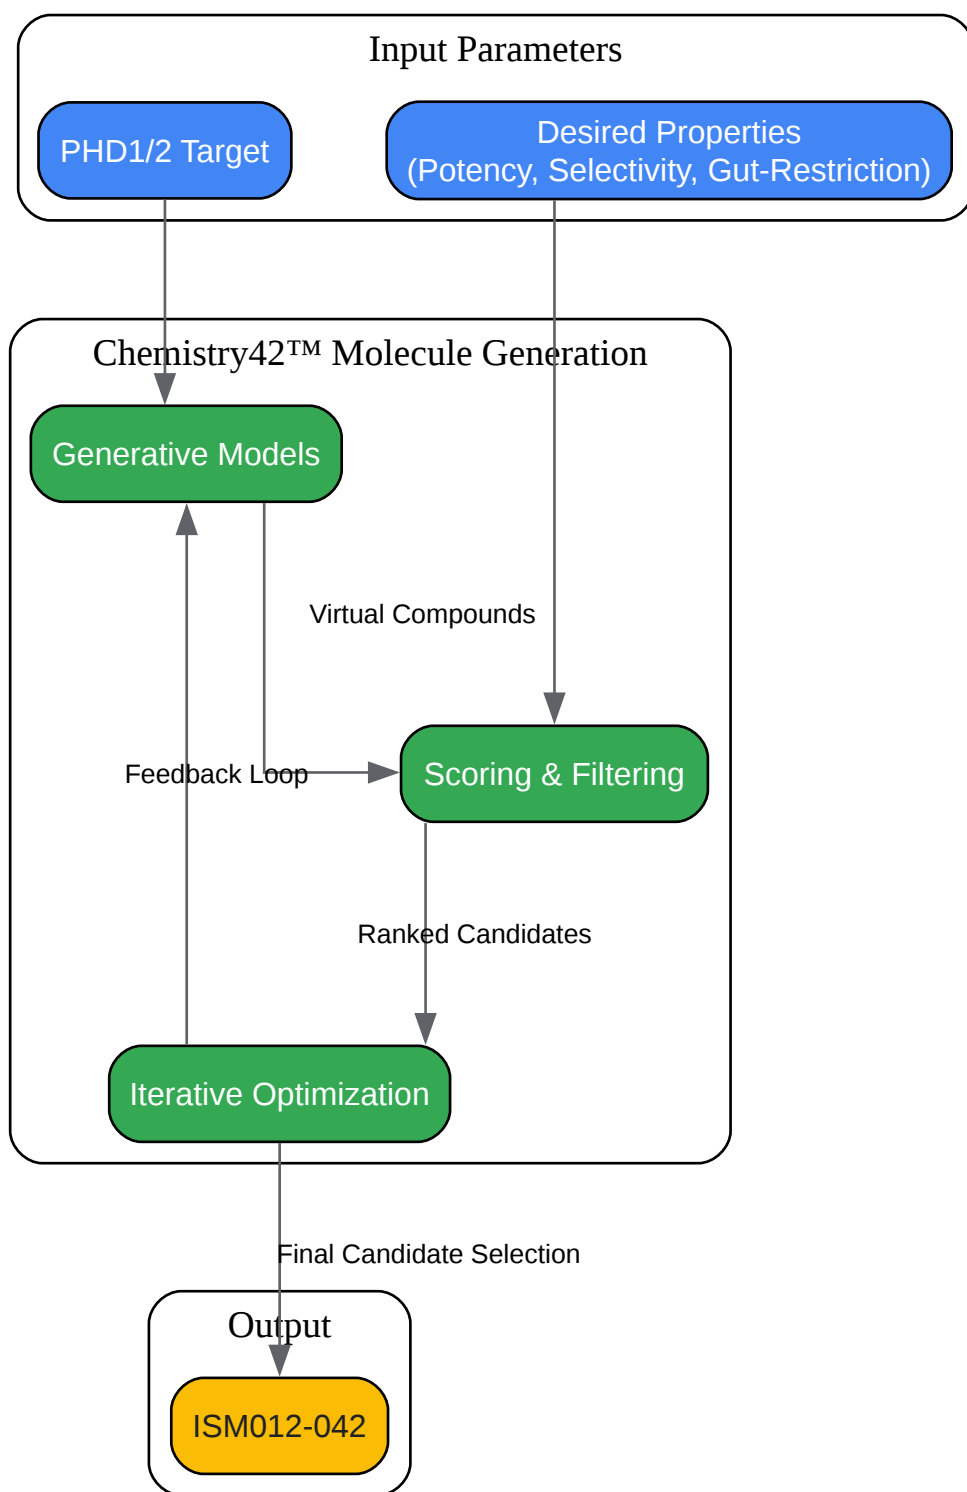 Input Parameters
PHD1/2 Target
Desired Properties
(Potency, Selectivity, Gut-Restriction)
Chemistry42™ Molecule Generation
Generative Models
Virtual Compounds
Feedback Loop
Scoring & Filtering
Ranked Candidates
Iterative Optimization
Final Candidate Selection
Output
ISM012-042